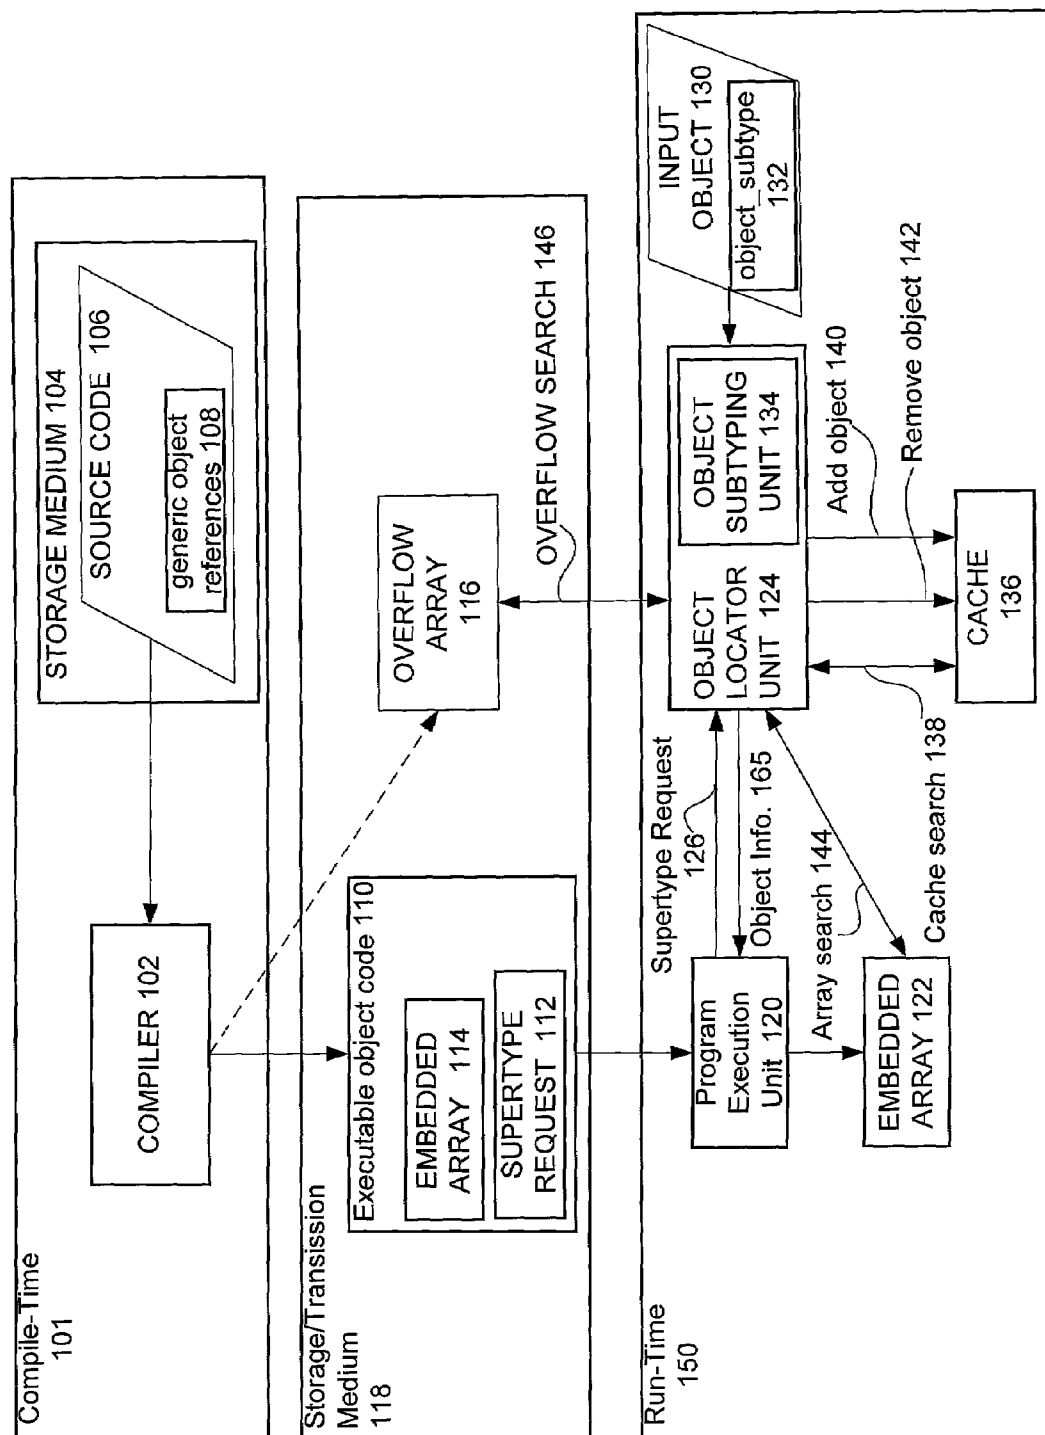 Compile-Time
101
COMPILER 102
STORAGE MEDIUM 104
SOURCE CODE 106
generic object
references 108
Storage/Transission
Medium
118
Executable object code 110
EMBEDDED
ARRAY 114
SUPERTYPE
REQUEST 112
OVERFLOW
ARRAY
116
OVERFLOW SEARCH 146
Run-Time
150
Program
Execution
Unit 120
EMBEDDED
ARRAY 122
Supertype Request
126
Object Info. 165
Array search 144
Cache search 138
OBJECT
LOCATOR
UNIT 124
OBJECT
SUBTYPING
UNIT 134
INPUT
OBJECT 130
object_subtype
132
Add object 140
Remove object 142
CACHE
136